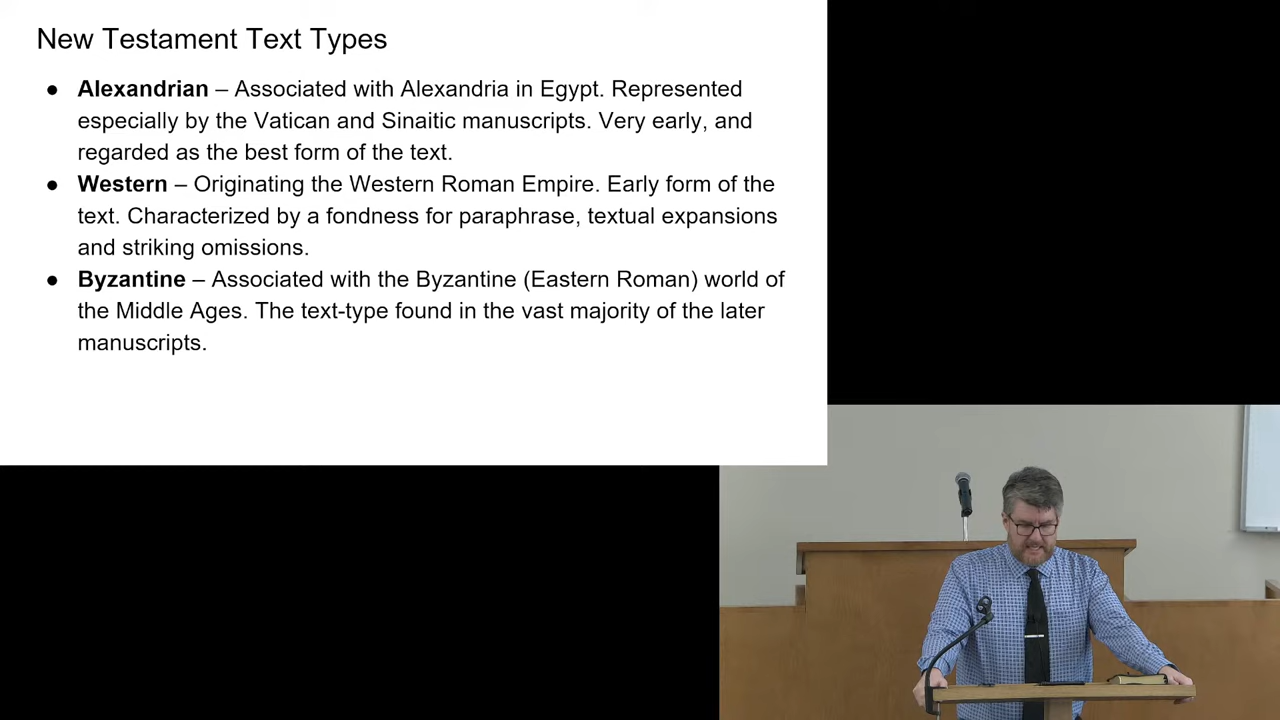 New Testament Text Types
● Alexandrian – Associated with Alexandria in Egypt. Represented
especially by the Vatican and Sinaitic manuscripts. Very early, and
regarded as the best form of the text.
● Western – Originating the Western Roman Empire. Early form of the
text. Characterized by a fondness for paraphrase, textual expansions
and striking omissions.
● Byzantine – Associated with the Byzantine (Eastern Roman) world of
the Middle Ages. The text-type found in the vast majority of the later
manuscripts.